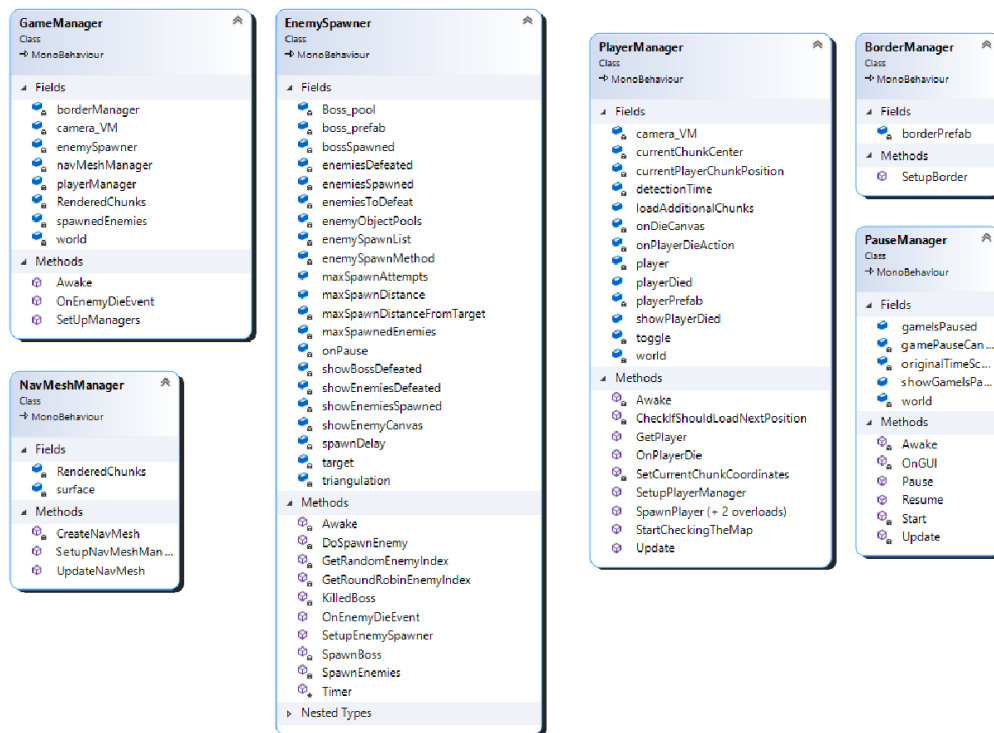 GameManager
Class
MonoBehaviour
Fields
borderManager
camera_VM
enemySpawner
navMeshManager
playerManager
RenderedChunks
spawnedEnemies
world
Methods
Awake
OnEnemyDieEvent
SetUpManagers
NavMeshManager
Class
MonoBehaviour
Fields
RenderedChunks
surface
Methods
CreateNavMesh
SetupNavMeshMan...
UpdateNavMesh
EnemySpawner
Class
MonoBehaviour
Fields
Boss_pool
boss_prefab
bossSpawned
enemiesDefeated
enemiesSpawned
enemiesToDefeat
enemyObjectPools
enemySpawnList
enemySpawnMethod
maxSpawnAttempts
maxSpawnDistance
maxSpawnDistanceFromTarget
maxSpawnedEnemies
onPause
showBossDefeated
showEnemiesDefeated
showEnemiesSpawned
showEnemyCanvas
spawnDelay
target
triangulation
Methods
Awake
DoSpawnEnemy
GetRandomEnemyIndex
GetRoundRobinEnemyIndex
KilledBoss
OnEnemyDieEvent
SetupEnemySpawner
SpawnBoss
SpawnEnemies
Timer
Nested Types
PlayerManager
Class
MonoBehaviour
Fields
camera_VM
currentChunkCenter
currentPlayerChunkPosition
detectionTime
loadAdditionalChunks
onDieCanvas
onPlayerDieAction
player
playerDied
playerPrefab
showPlayerDied
toggle
world
Methods
Awake
CheckIfShouldLoadNextPosition
GetPlayer
OnPlayerDie
SetCurrentChunkCoordinates
SetupPlayerManager
SpawnPlayer (+ 2 overloads)
StartCheckingTheMap
Update
BorderManager
Class
MonoBehaviour
Fields
borderPrefab
Methods
SetupBorder
PauseManager
Class
MonoBehaviour
Fields
gameIsPaused
gamePauseCan...
originalTimeSc...
showGameIsPa...
world
Methods
Awake
OnGUI
Pause
Resume
Start
Update